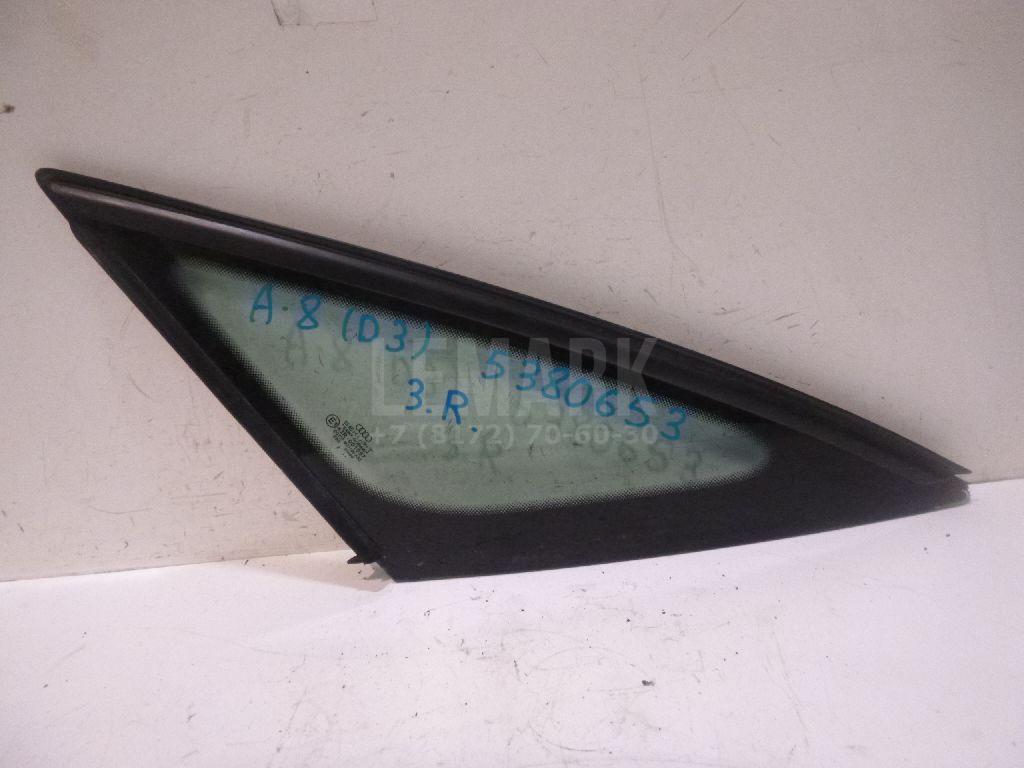 A.8 (D3) 5380653
3.R.
LEMARK
+7 (8172) 70-60-30